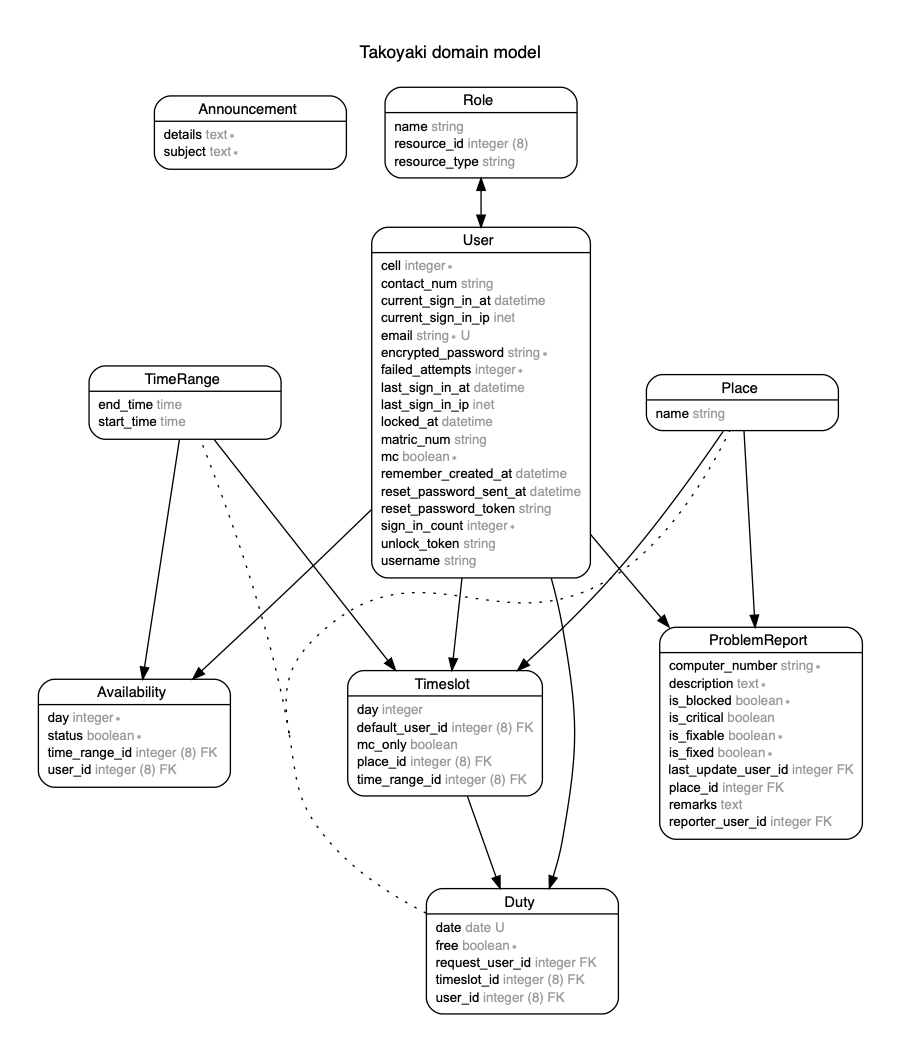 Takoyaki domain model
Announcement
details text *
subject text *
Role
name string
resource_id integer (8)
resource_type string
User
cell integer *
contact_num string
current_sign_in_at datetime
current_sign_in_ip inet
email string * U
encrypted_password string *
failed_attempts integer *
last_sign_in_at datetime
last_sign_in_ip inet
locked_at datetime
matric_num string
mc boolean *
remember_created_at datetime
reset_password_sent_at datetime
reset_password_token string
sign_in_count integer *
unlock_token string
username string
TimeRange
end_time time
start_time time
Place
name string
Availability
day integer *
status boolean *
time_range_id integer (8) FK
user_id integer (8) FK
Timeslot
day integer
default_user_id integer (8) FK
mc_only boolean
place_id integer (8) FK
time_range_id integer (8) FK
ProblemReport
computer_number string *
description text *
is_blocked boolean *
is_critical boolean
is_fixable boolean *
is_fixed boolean *
last_update_user_id integer FK
place_id integer FK
remarks text
reporter_user_id integer FK
Duty
date date U
free boolean *
request_user_id integer FK
timeslot_id integer (8) FK
user_id integer (8) FK